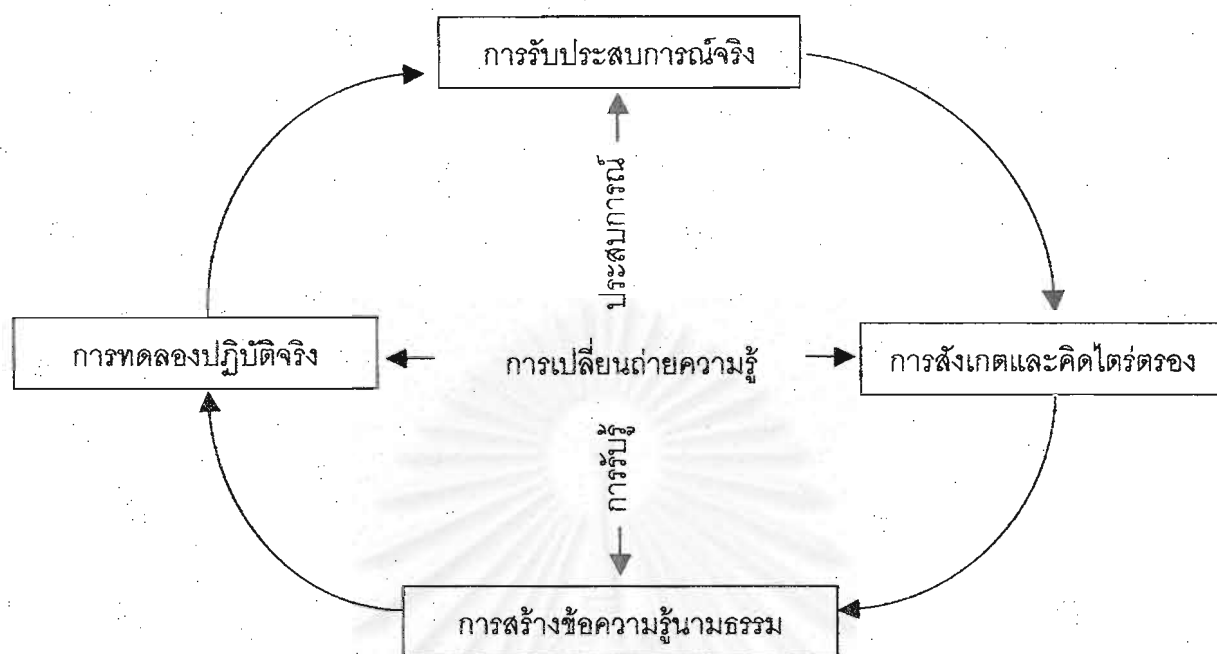 การรับประสบการณ์จริง
ประสบการณ์
การทดลองปฏิบัติจริง
การเปลี่ยนถ่ายความรู้
การสังเกตและคิดไตร่ตรอง
การรับรู้
การสร้างข้อความรู้นามธรรม